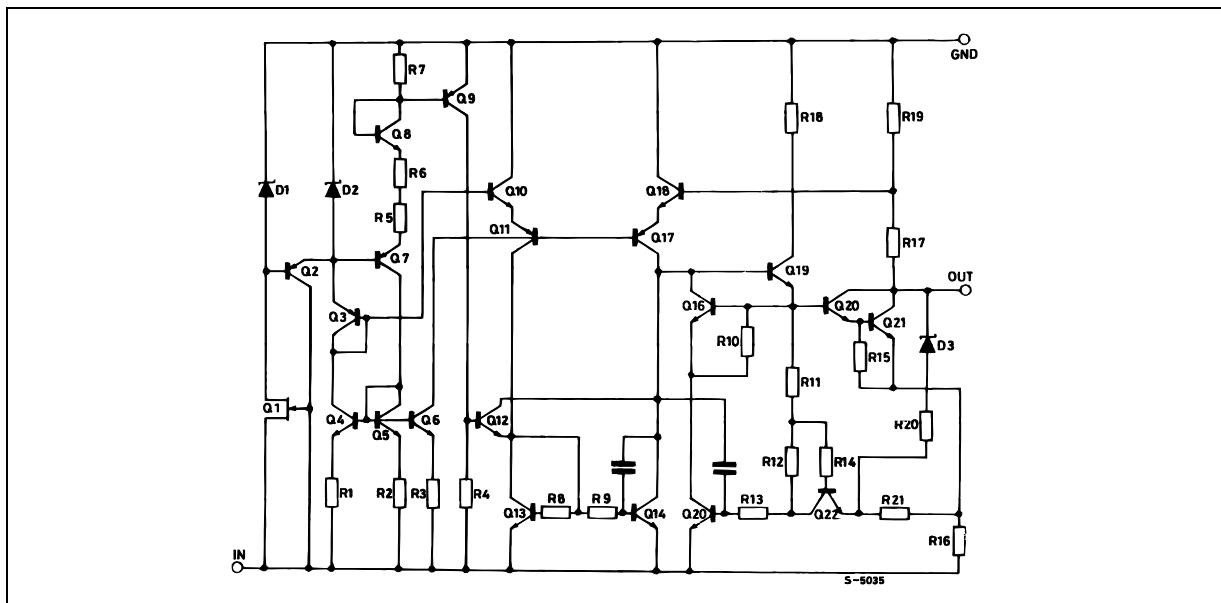 GND
R7
Q9
Q8
R18
R19
R6
D1
D2
Q10
Q18
R5
Q11
Q17
R17
Q2
Q7
Q19
OUT
Q16
Q20
Q21
Q3
R10
R15
D3
R11
Q1
Q4
Q5
Q6
Q12
R20
R12
R14
R1
R2
R3
R4
R8
R9
R13
R21
Q13
Q14
Q20
Q22
R16
IN
S-5035